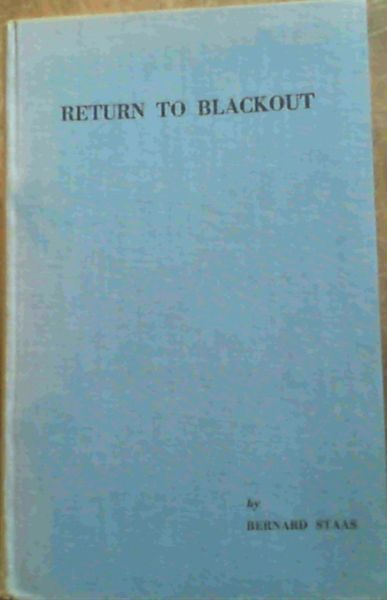 RETURN TO BLACKOUT
by
BERNARD STAAS